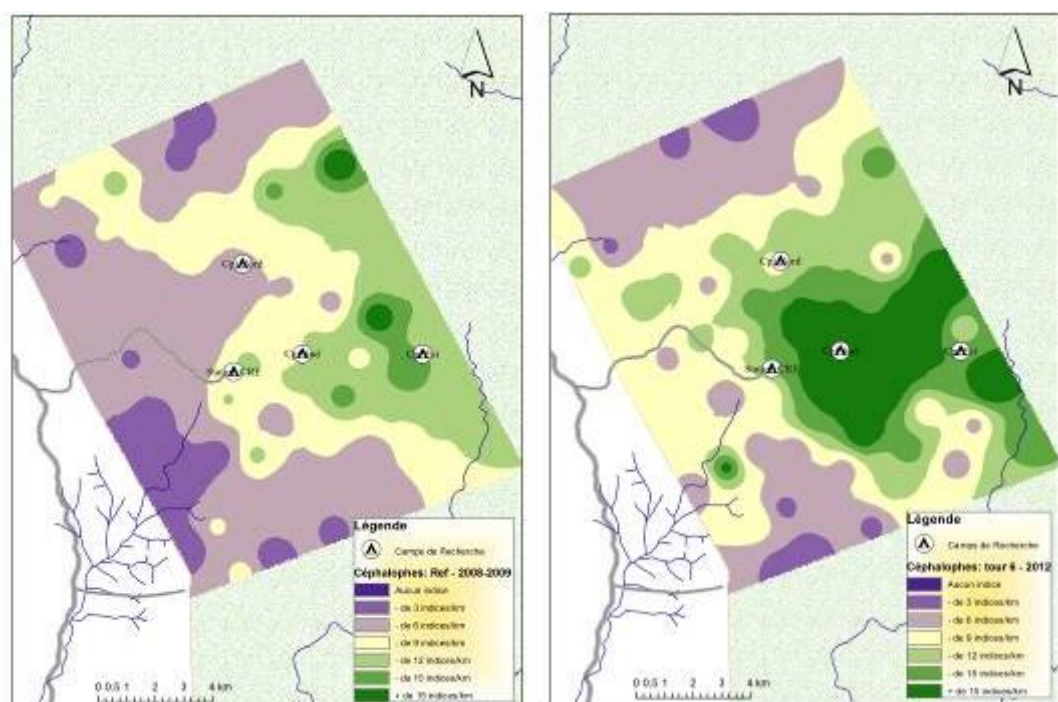 N
Légende
Camps de Recherche
Céphalophes: Ref - 2008-2009
Aucun indice
- de 3 indices/km
- de 6 indices/km
- de 9 indices/km
- de 12 indices/km
- de 15 indices/km
+ de 15 indices/km
0 0,5 1 2 3 4 km
N
Légende
Camps de Recherche
Céphalophes: tour 6 - 2012
Aucun indice
- de 3 indices/km
- de 6 indices/km
- de 9 indices/km
- de 12 indices/km
- de 15 indices/km
+ de 15 indices/km
0 0,5 1 2 3 4 km